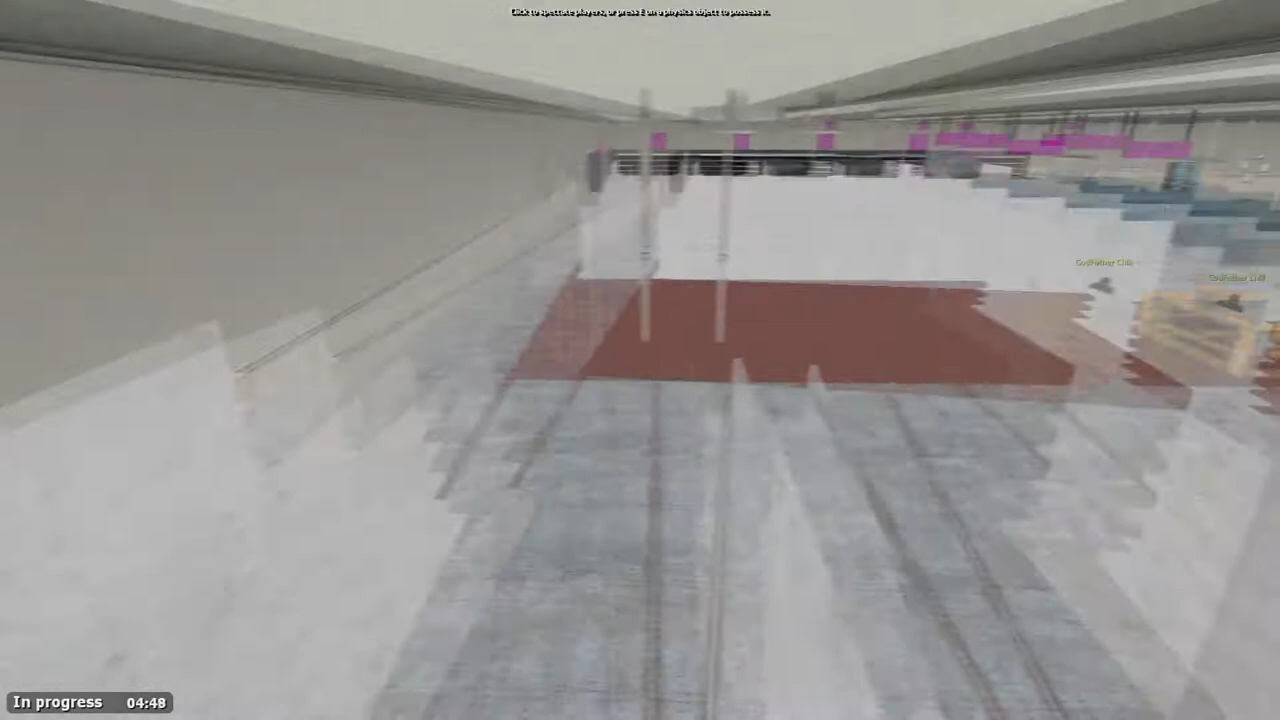 Click to spectate players, or press E on a physics object to possess it.
In progress 04:48